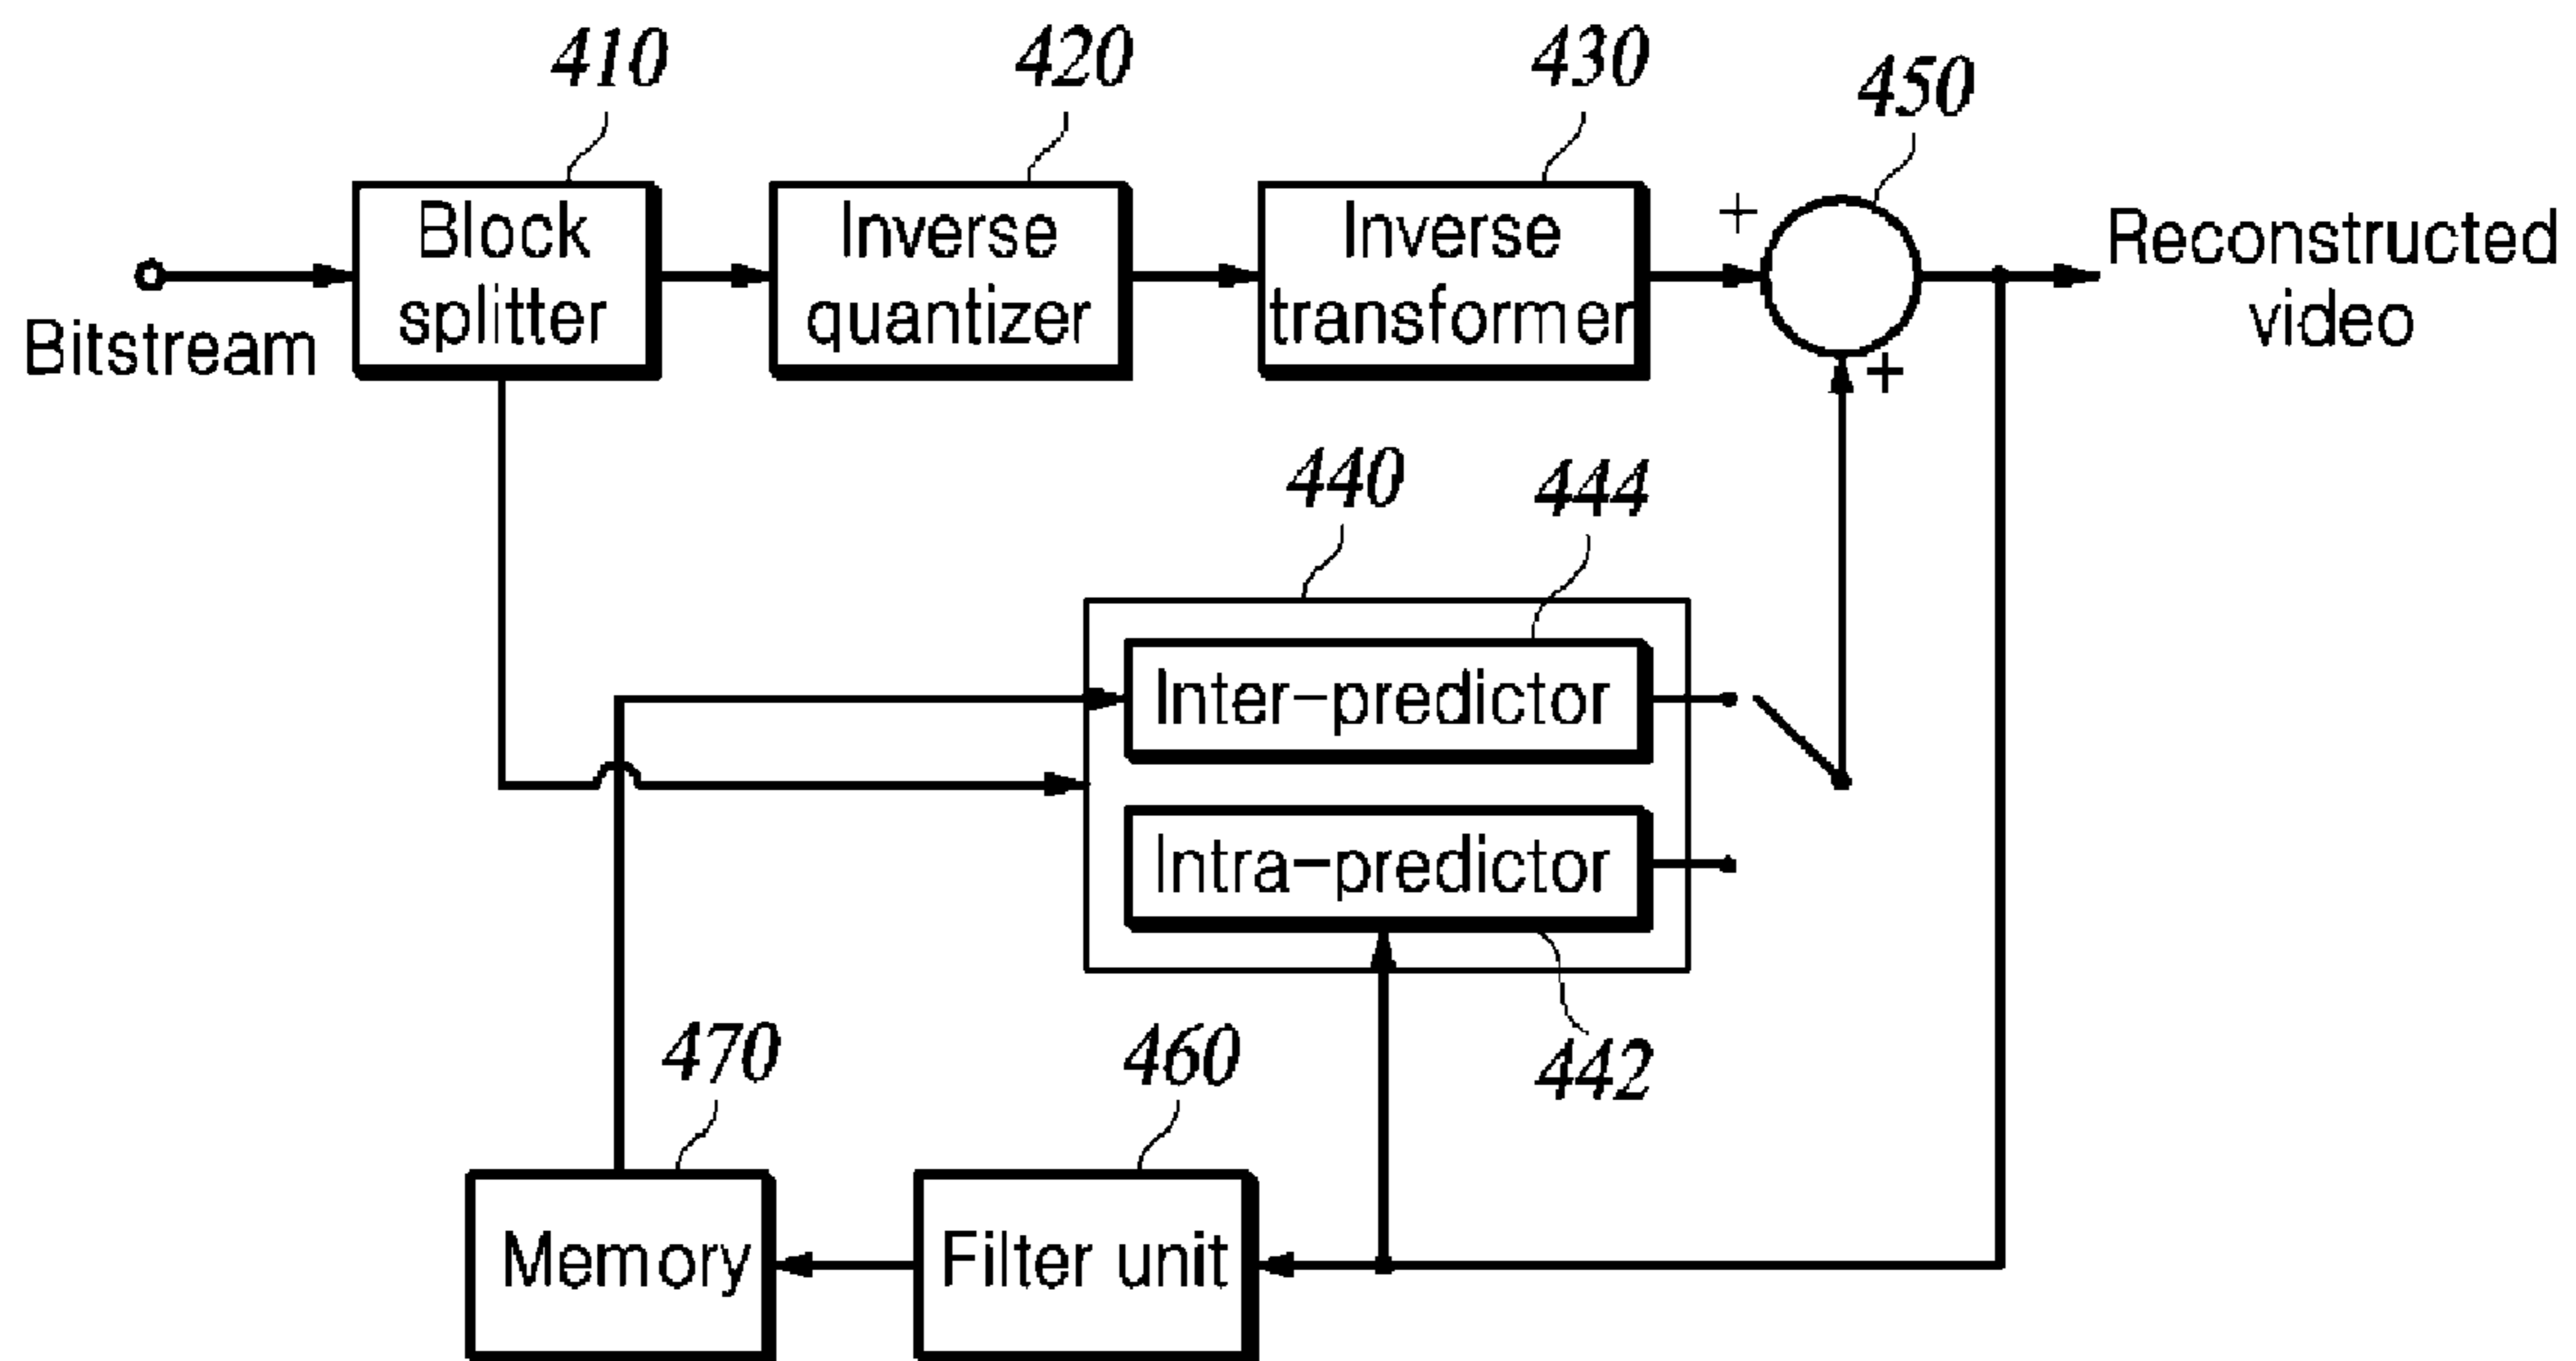 410
420
430
450
Block
splitter
Inverse
quantizer
Inverse
transformer
+
+
Reconstructed
video
Bitstream
440
444
Inter-predictor
Intra-predictor
442
470
460
Memory
Filter unit